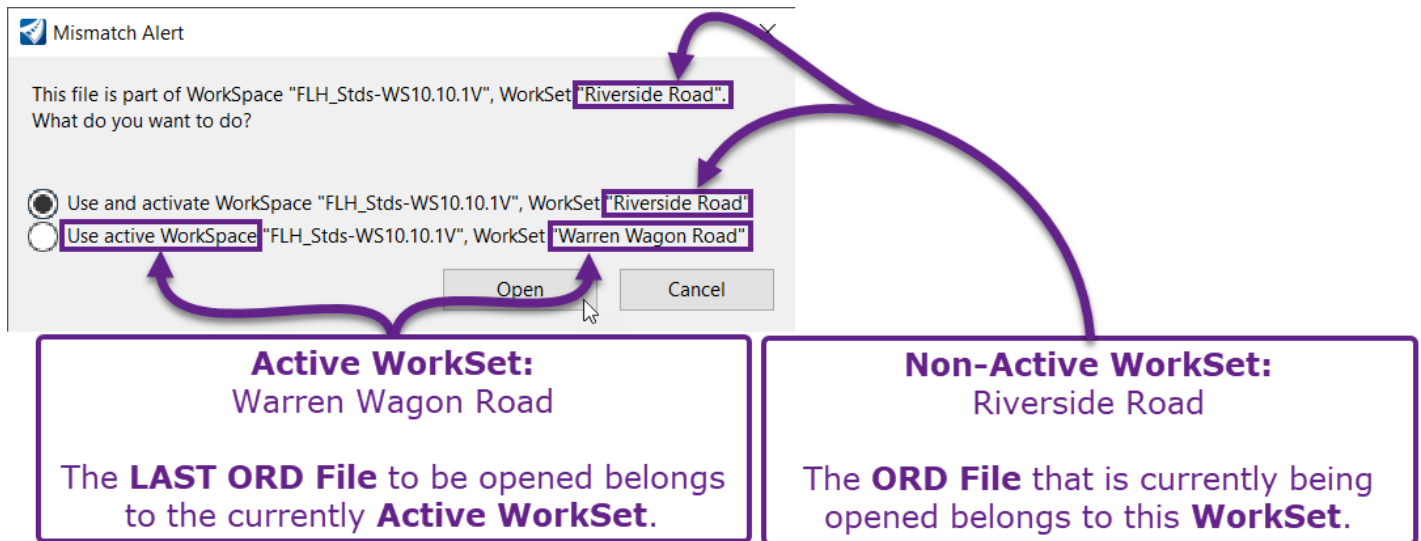 Mismatch Alert
This file is part of WorkSpace "FLH_Stds-WS10.10.1V", WorkSet "Riverside Road".
What do you want to do?
Use and activate WorkSpace "FLH_Stds-WS10.10.1V", WorkSet "Riverside Road"
Use active WorkSpace "FLH_Stds-WS10.10.1V", WorkSet "Warren Wagon Road"
Open Cancel
Active WorkSet:
Warren Wagon Road
The LAST ORD File to be opened belongs
to the currently Active WorkSet.
Non-Active WorkSet:
Riverside Road
The ORD File that is currently being
opened belongs to this WorkSet.